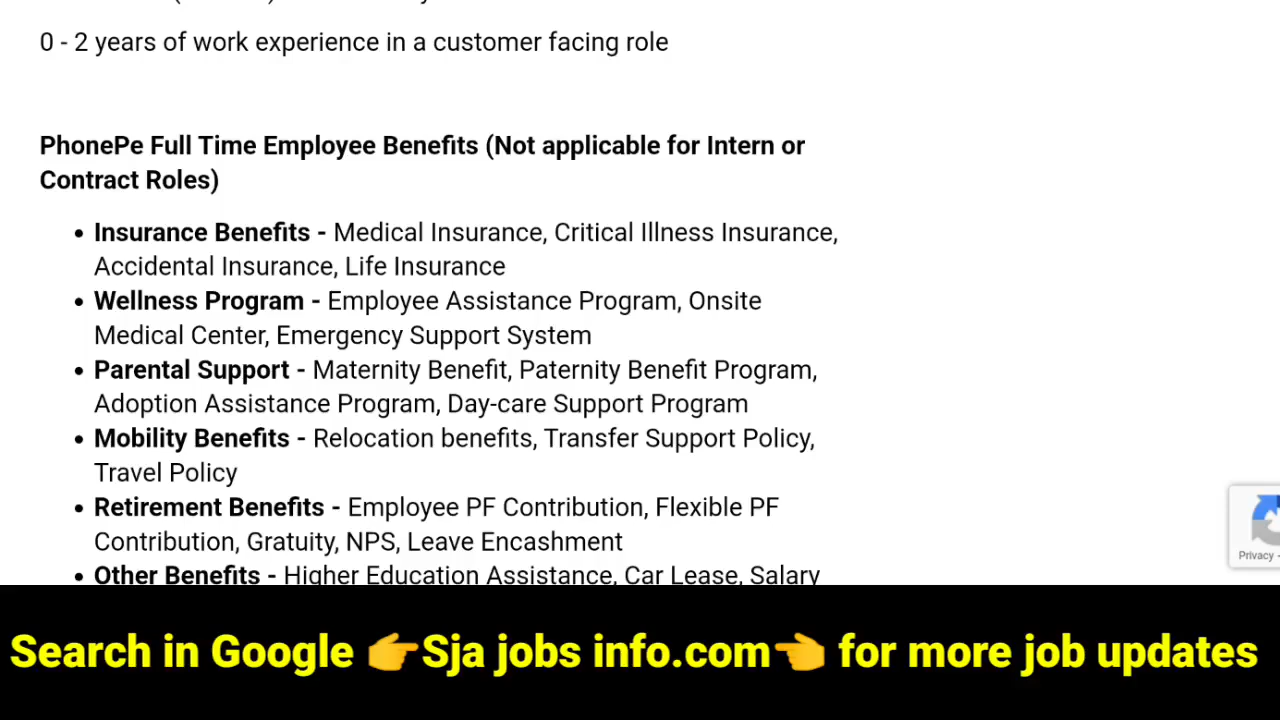 0 - 2 years of work experience in a customer facing role
PhonePe Full Time Employee Benefits (Not applicable for Intern or
Contract Roles)
• Insurance Benefits - Medical Insurance, Critical Illness Insurance,
Accidental Insurance, Life Insurance
• Wellness Program - Employee Assistance Program, Onsite
Medical Center, Emergency Support System
• Parental Support - Maternity Benefit, Paternity Benefit Program,
Adoption Assistance Program, Day-care Support Program
• Mobility Benefits - Relocation benefits, Transfer Support Policy,
Travel Policy
• Retirement Benefits - Employee PF Contribution, Flexible PF
Contribution, Gratuity, NPS, Leave Encashment
• Other Benefits - Higher Education Assistance, Car Lease, Salary
Privacy -
Search in Google 👉Sja jobs info.com👈 for more job updates